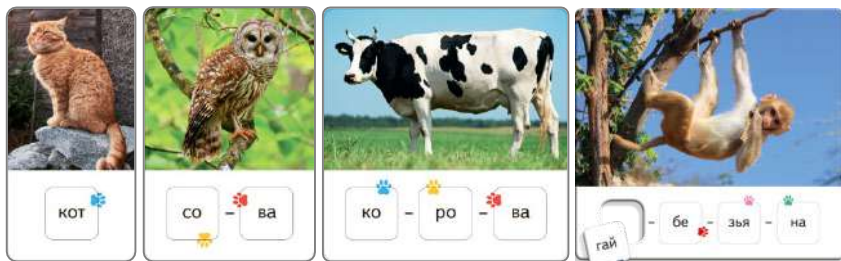 кот
со – ва
ко – ро – ва
гай – бе – зья – на